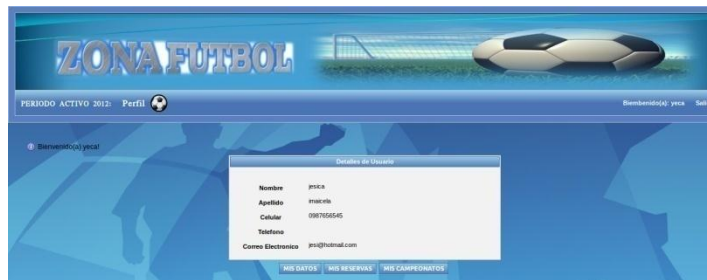 ZONA FUTBOL
PERIODO ACTIVO 2012: Perfil
Biembenido(a): yeca
Bienvenido(a) yeca!
Detalles de Usuario
Nombre jesica
Apellido imaicela
Celular 0987656545
Telefono
Correo Electronico jesi@hotmail.com
MIS DATOS MIS RESERVAS MIS CAMPEONATOS